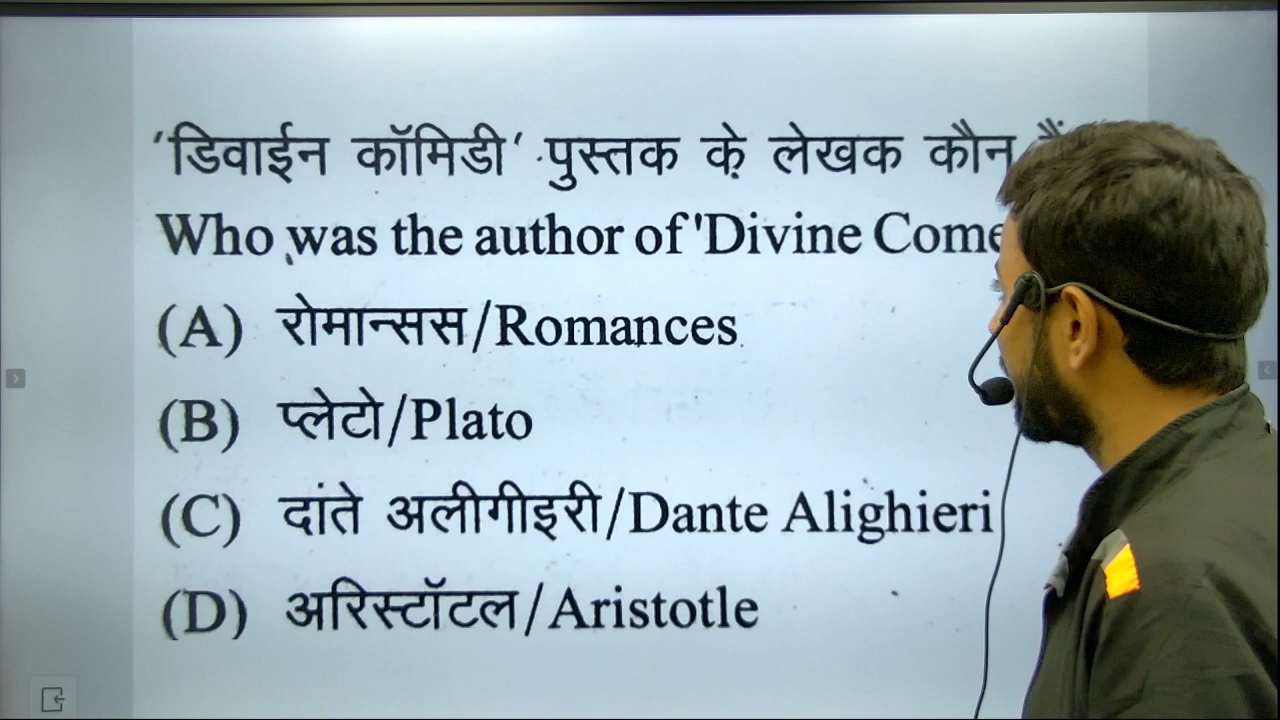 ‘डिवाईन कॉमिडी‘ पुस्तक के लेखक कौन
Who was the author of 'Divine Come
(A) रोमान्सस/Romances
(B) प्लेटो/Plato
(C) दांते अलीगीइरी/Dante Alighieri
(D) अरिस्टॉटल/Aristotle